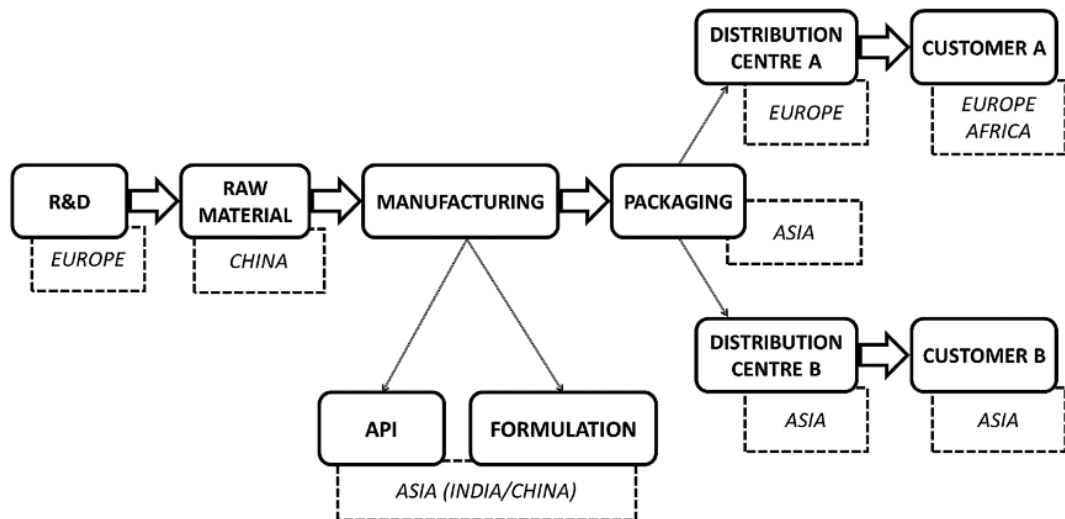 DISTRIBUTION
CENTRE A
CUSTOMER A
EUROPE
EUROPE
AFRICA
R&D
RAW
MATERIAL
MANUFACTURING
PACKAGING
EUROPE
CHINA
ASIA
DISTRIBUTION
CENTRE B
CUSTOMER B
ASIA
ASIA
API
FORMULATION
ASIA (INDIA/CHINA)